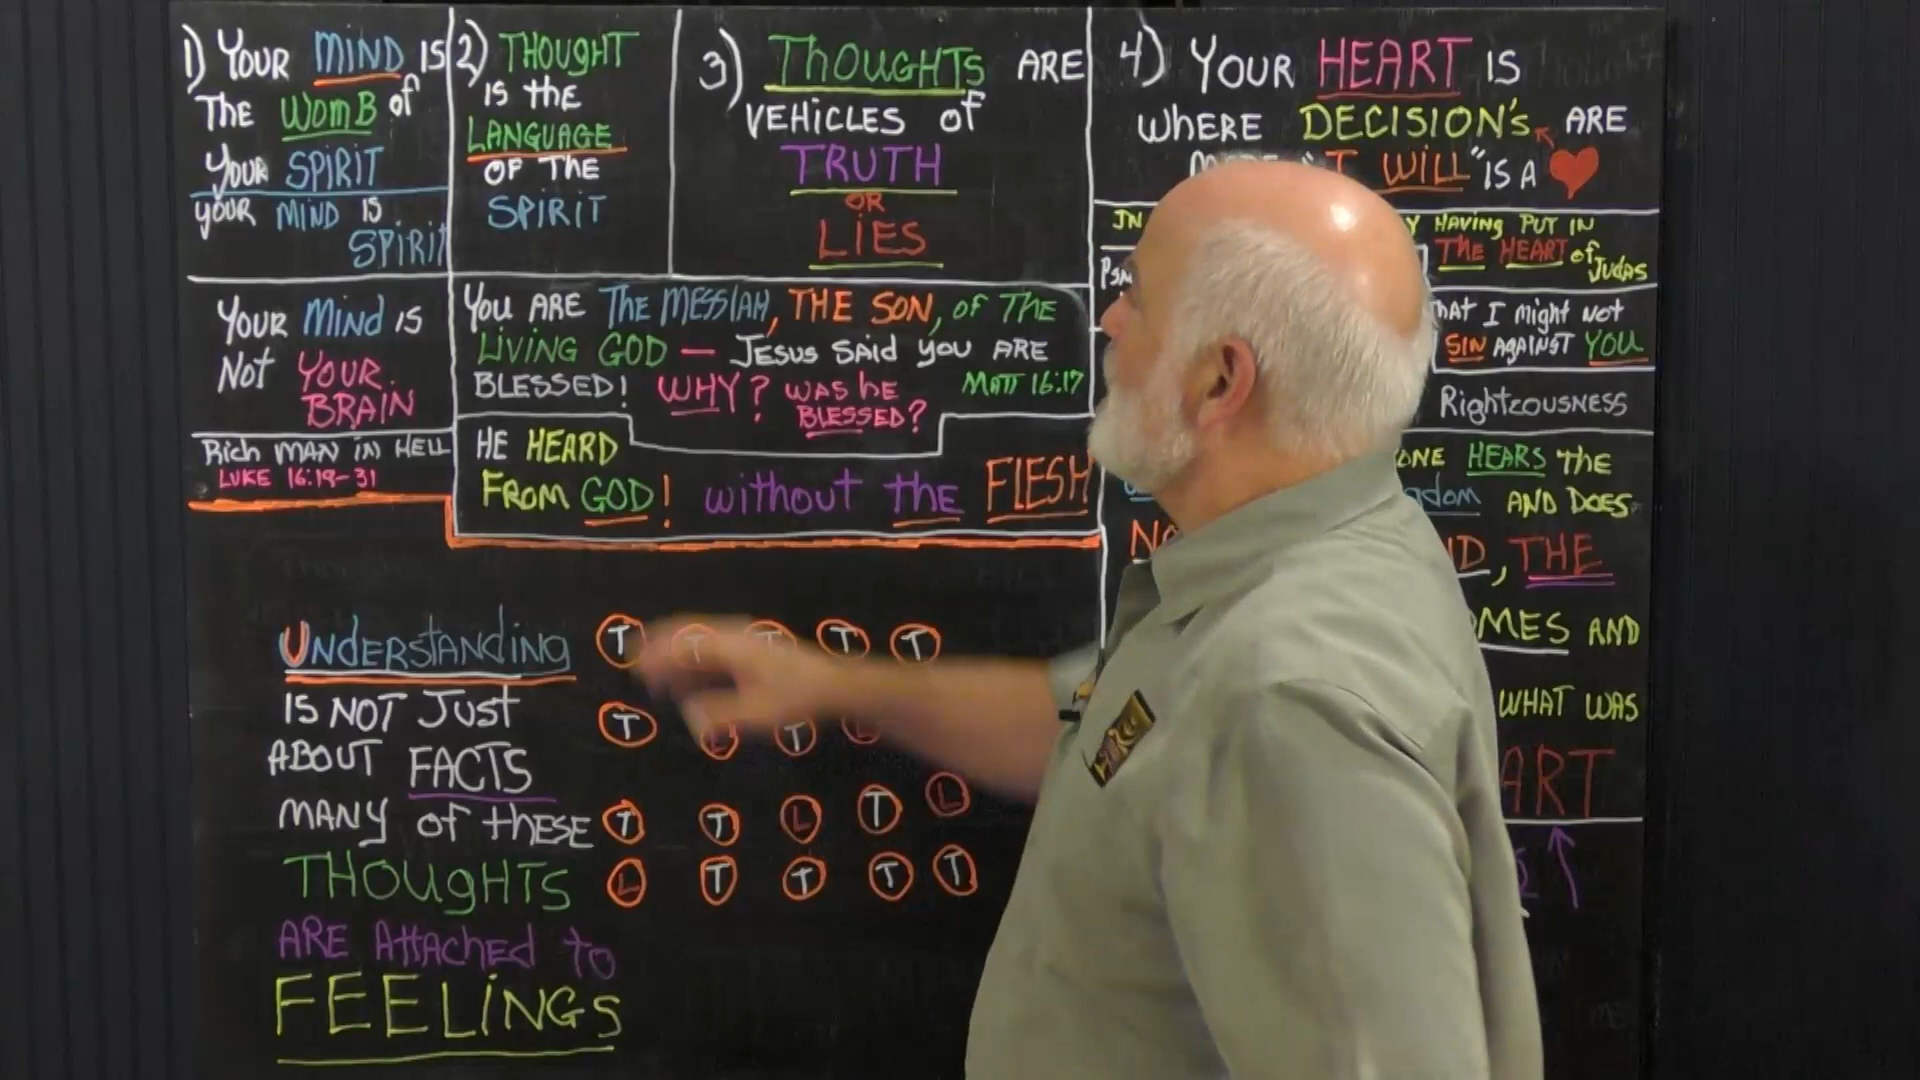 1) YOUR MIND IS
THE WOMB of
YOUR SPIRIT
YOUR MIND IS
SPIRIT
YOUR MIND IS
Not YOUR
BRAIN
Rich MAN IN HELL
LUKE 16:19-31
2) THOUGHT
IS the
LANGUAGE
OF THE
SPIRIT
3) THOUGHTS ARE
VEHICLES of
TRUTH
OR
LIES
YOU ARE THE MESSIAH, THE SON, of THE
LIVING GOD — JESUS SAID YOU ARE
BLESSED! WHY? WAS HE
BLESSED?
MATT 16:17
HE HEARD
FROM GOD! without the FLESH
4) YOUR HEART IS
WHERE DECISION'S ARE
"I WILL" IS A
IN
Y HAVING PUT IN
THE HEART of
JUDAS
HAT I might NOT
SIN AGAINST YOU
RIGHTEOUSNESS
ONE HEARS THE
gdom AND DOES
NO
D, THE
MES AND
WHAT WAS
ART
UNDERSTANDING
IS NOT JUST
ABOUT FACTS
MANY of these
THOUGHTS
ARE Attached to
FEELINGS
T T T T T
T L T L
T T L T L
L T T T T